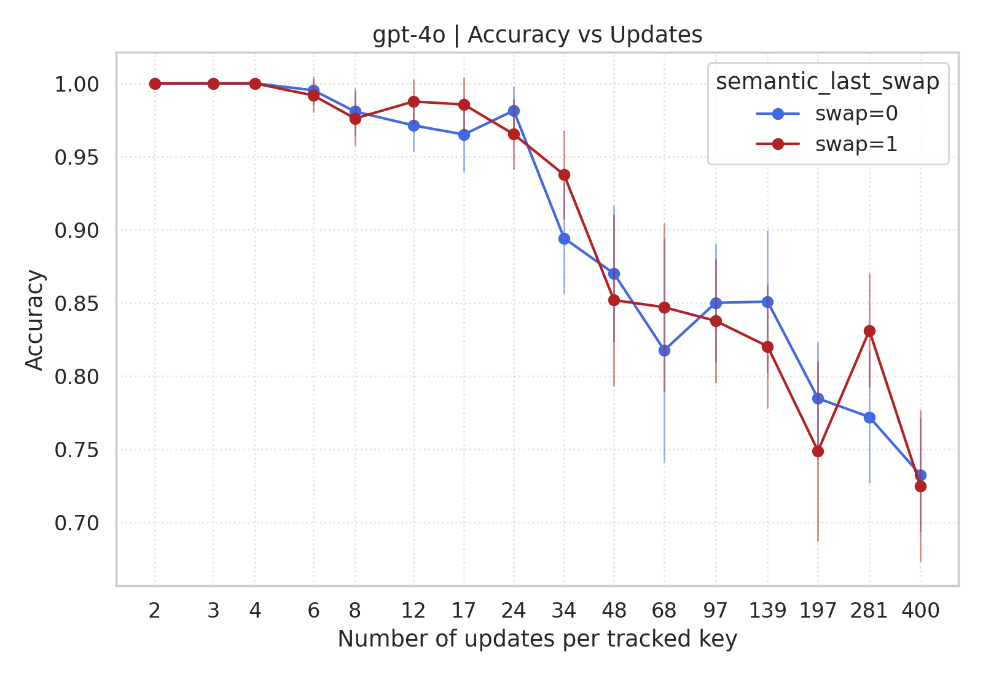 gpt-4o | Accuracy vs Updates
semantic_last_swap
swap=0
swap=1
Accuracy
1.00
0.95
0.90
0.85
0.80
0.75
0.70
2 3 4 6 8 12 17 24 34 48 68 97 139 197 281 400
Number of updates per tracked key